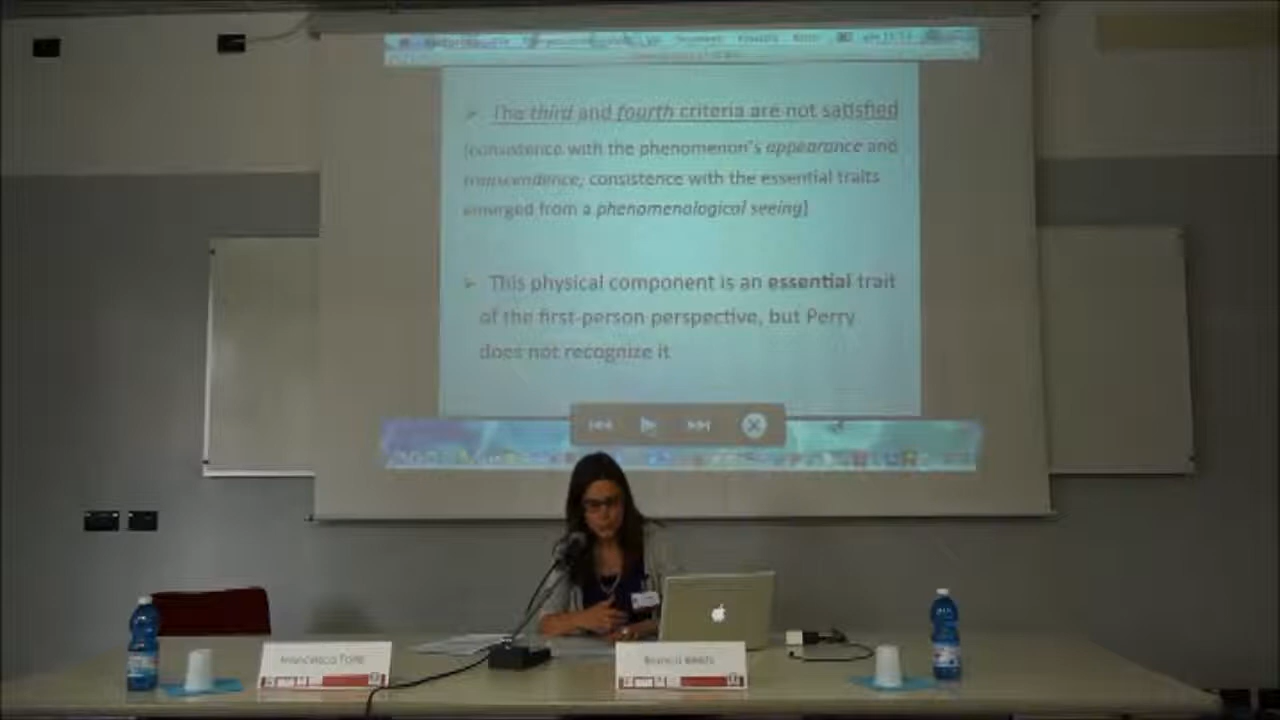 The third and fourth criteria are not satisfied
(consistence with the phenomenon's appearance and
transcendence; consistence with the essential traits
emerged from a phenomenological seeing)
This physical component is an essential trait
of the first-person perspective, but Perry
does not recognize it